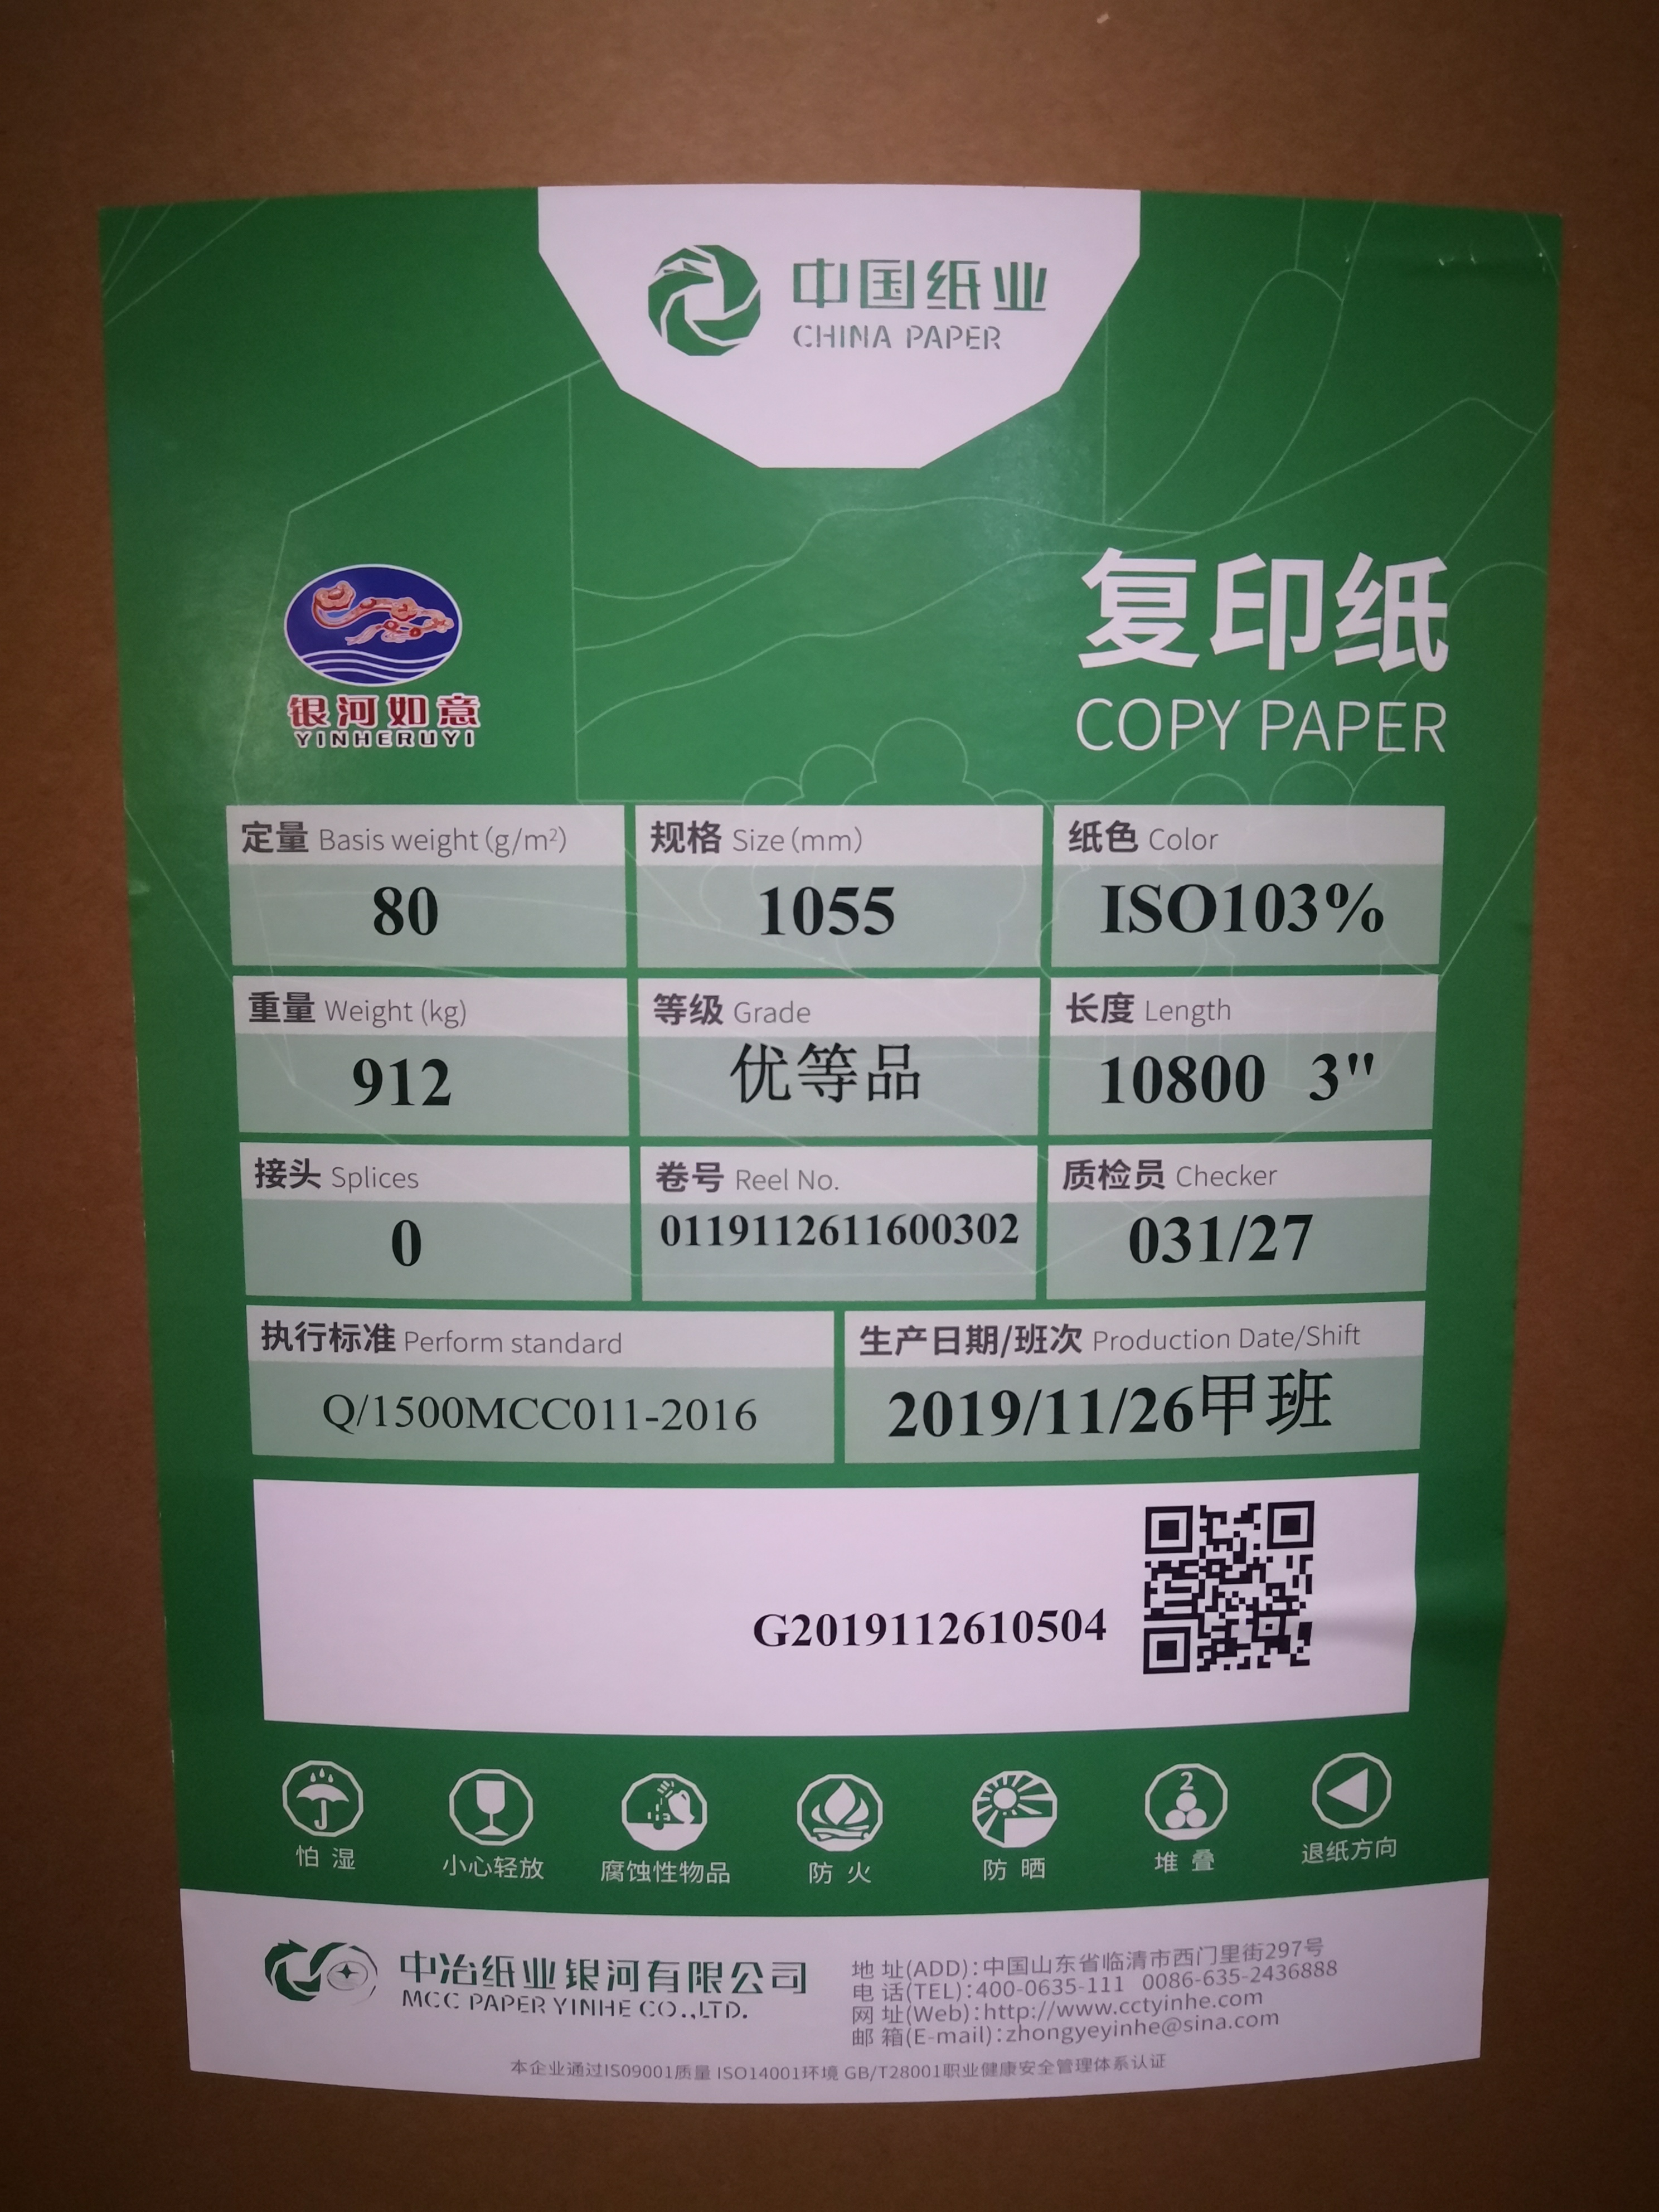 中国纸业
CHINA PAPER
银河如意
YINHERUYI
复印纸
COPY PAPER
定量 Basis weight(g/m²)
80
规格 Size(mm)
1055
纸色 Color
ISO103%
重量 Weight (kg)
912
等级 Grade
优等品
长度 Length
10800 3"
接头 Splices
0
卷号 Reel No.
0119112611600302
质检员 Checker
031/27
执行标准 Perform standard
Q/1500MCC011-2016
生产日期/班次 Production Date/Shift
2019/11/26甲班
G2019112610504
怕 湿
小心轻放
腐蚀性物品
防 火
防 晒
2
堆 叠
退纸方向
中冶纸业银河有限公司
MCC PAPER YINHE CO.,LTD.
地 址(ADD):中国山东省临清市西门里街297号
电 话(TEL):400-0635-111 0086-635-2436888
网 址(Web):http://www.cctyinhe.com
邮 箱(E-mail):zhongyeyinhe@sina.com
本企业通过IS09001质量 ISO14001环境 GB/T28001职业健康安全管理体系认证